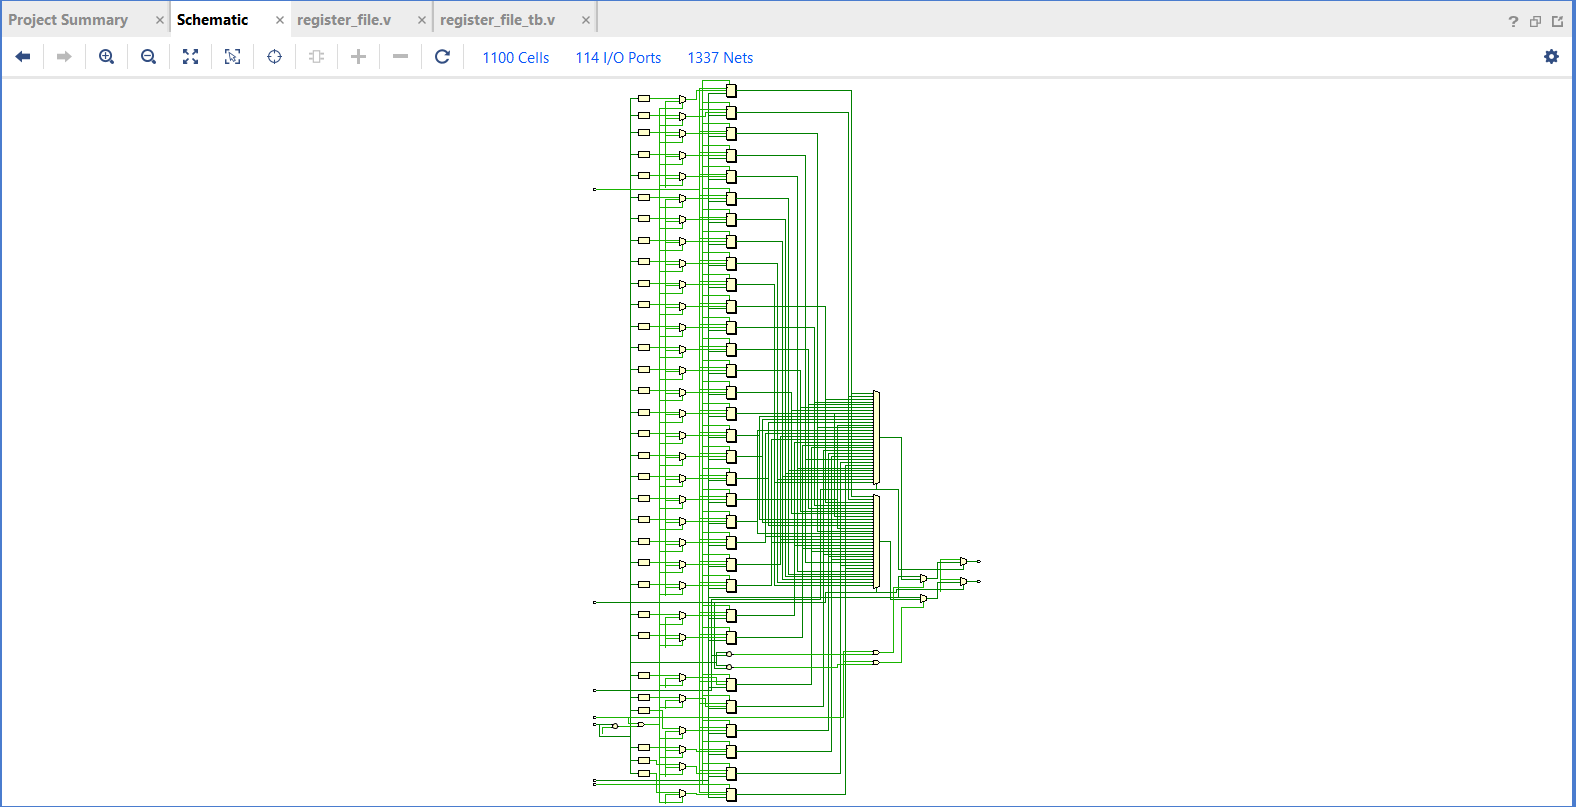 Project Summary × Schematic × register_file.v × register_file_tb.v ×
?
1100 Cells 114 I/O Ports 1337 Nets